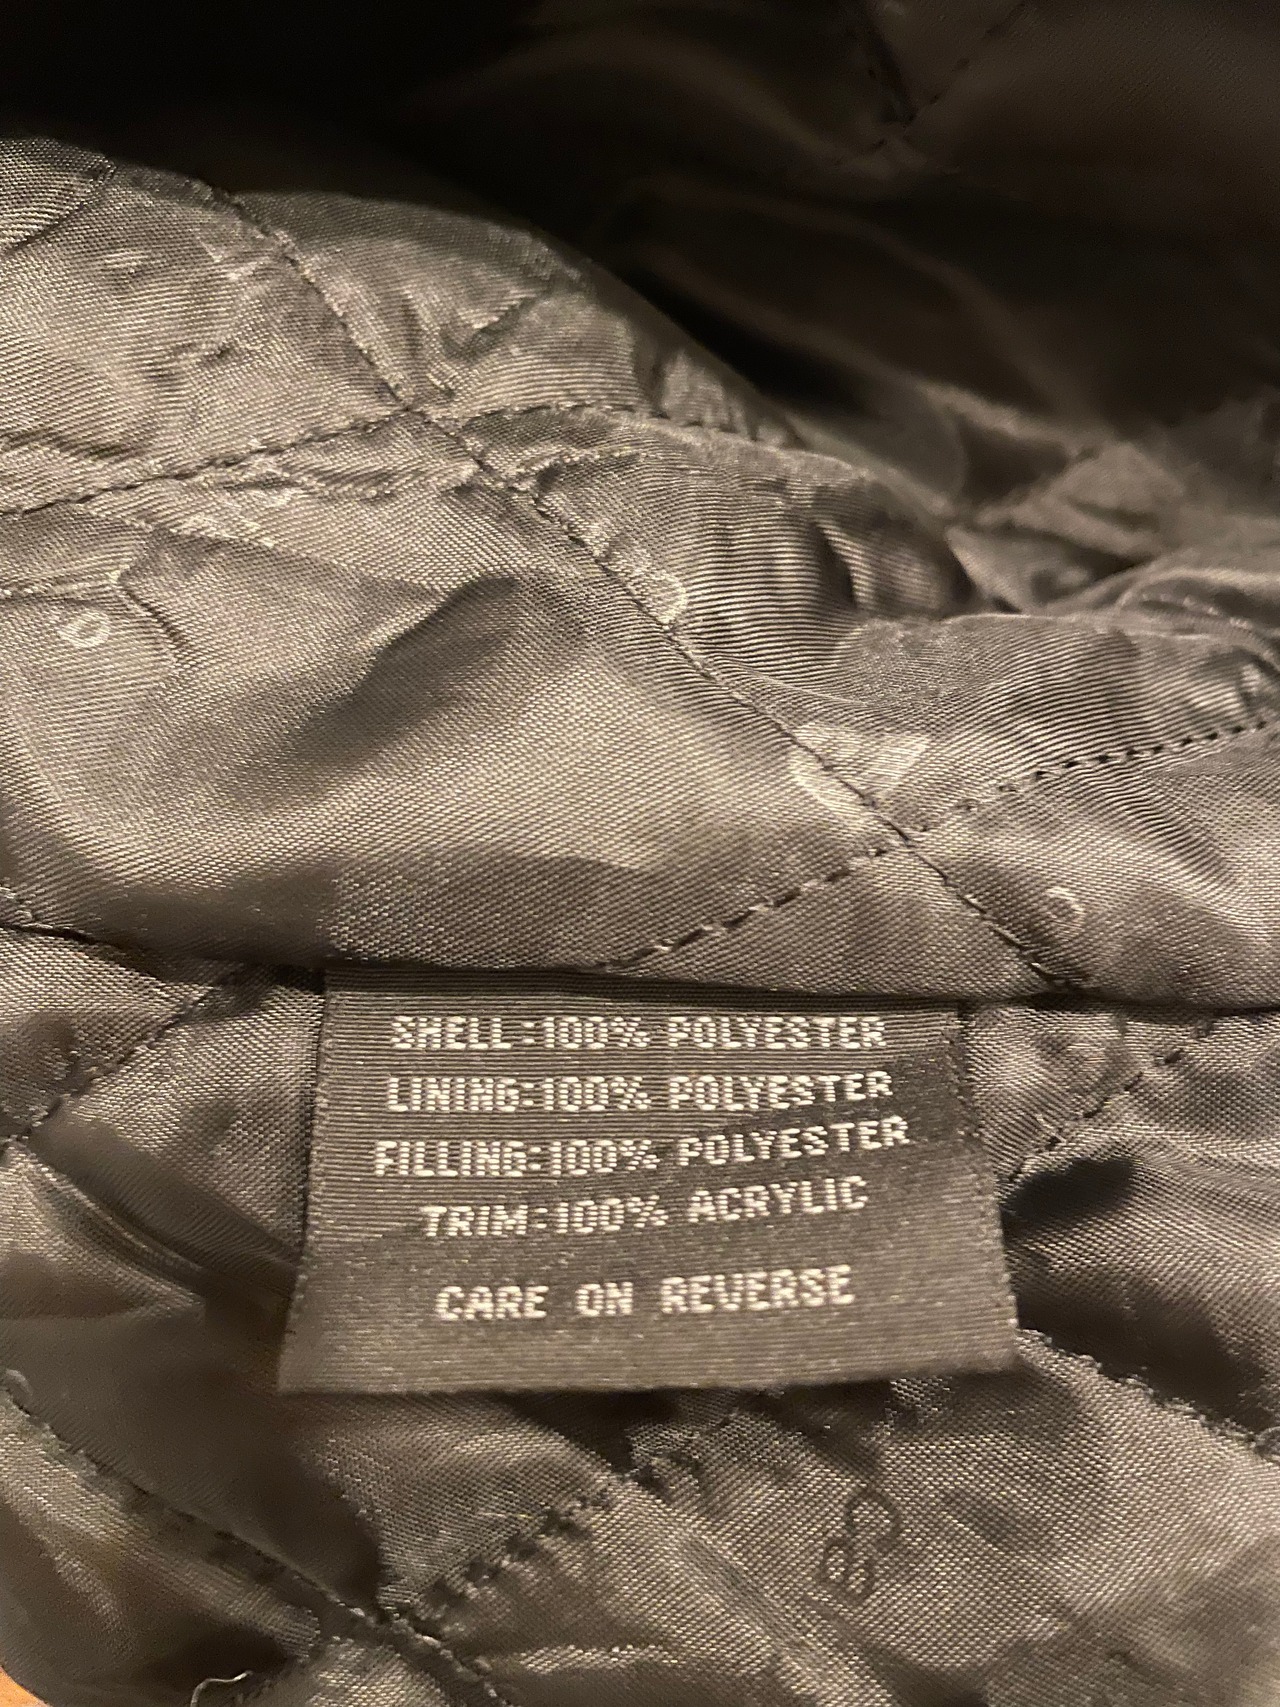 SHELL:100% POLYESTER
LINING:100% POLYESTER
FILLING:100% POLYESTER
TRIM:100% ACRYLIC
CARE ON REVERSE